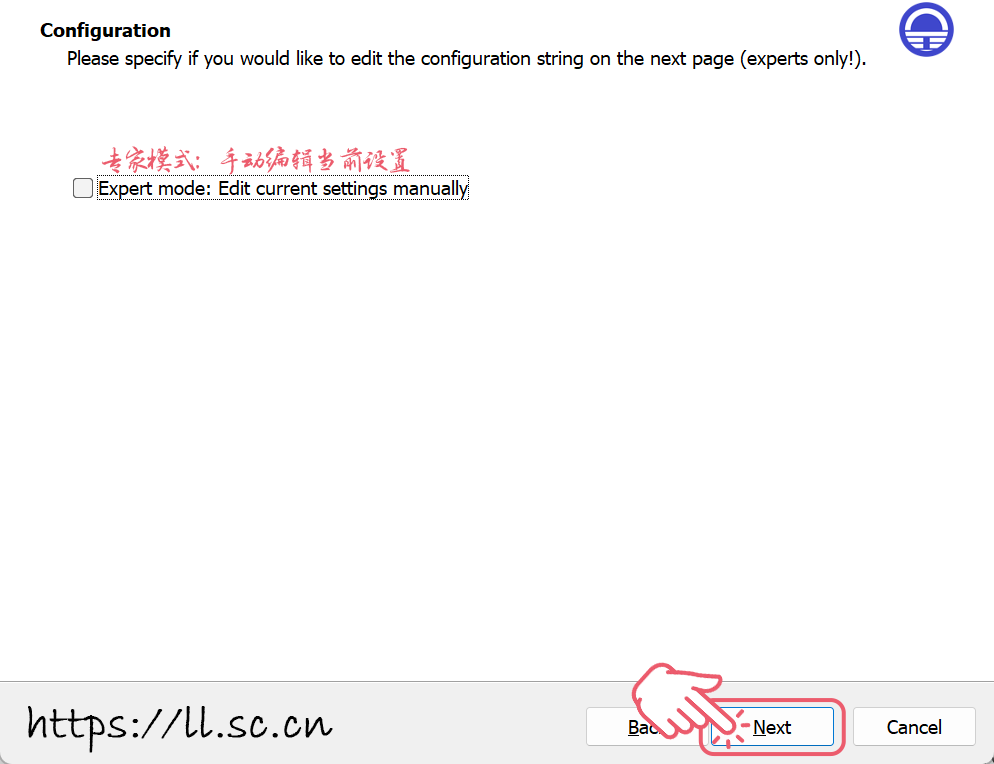 Configuration
Please specify if you would like to edit the configuration string on the next page (experts only!).
专家模式: 手动编辑当前设置
Expert mode: Edit current settings manually
https://ll.sc.cn
Next
Cancel